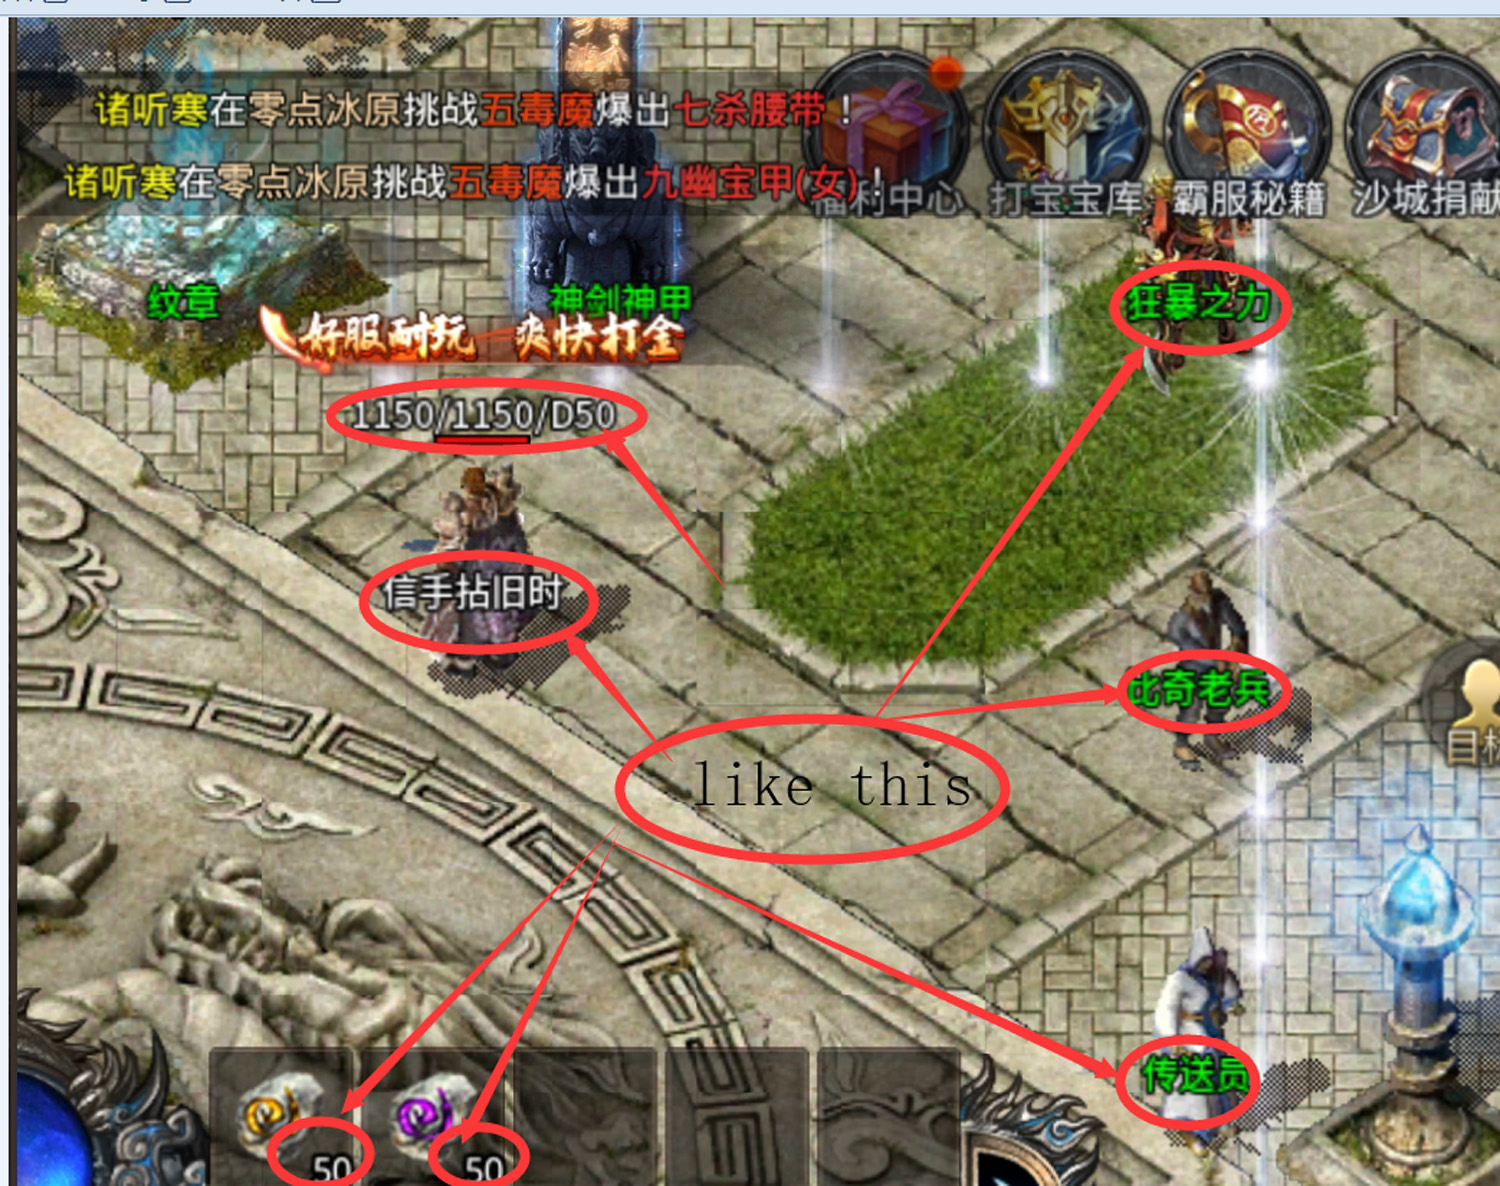 诸听寒在零点冰原挑战五毒魔爆出七杀腰带！
诸听寒在零点冰原挑战五毒魔爆出九幽宝甲(女)！
福利中心
打宝宝库
霸服秘籍
沙城捐献
纹章
神剑神甲
狂暴之力
好服耐玩 爽快打金
1150/1150/D50
信手拈旧时
比奇老兵
目标
like this
传送员
50
50